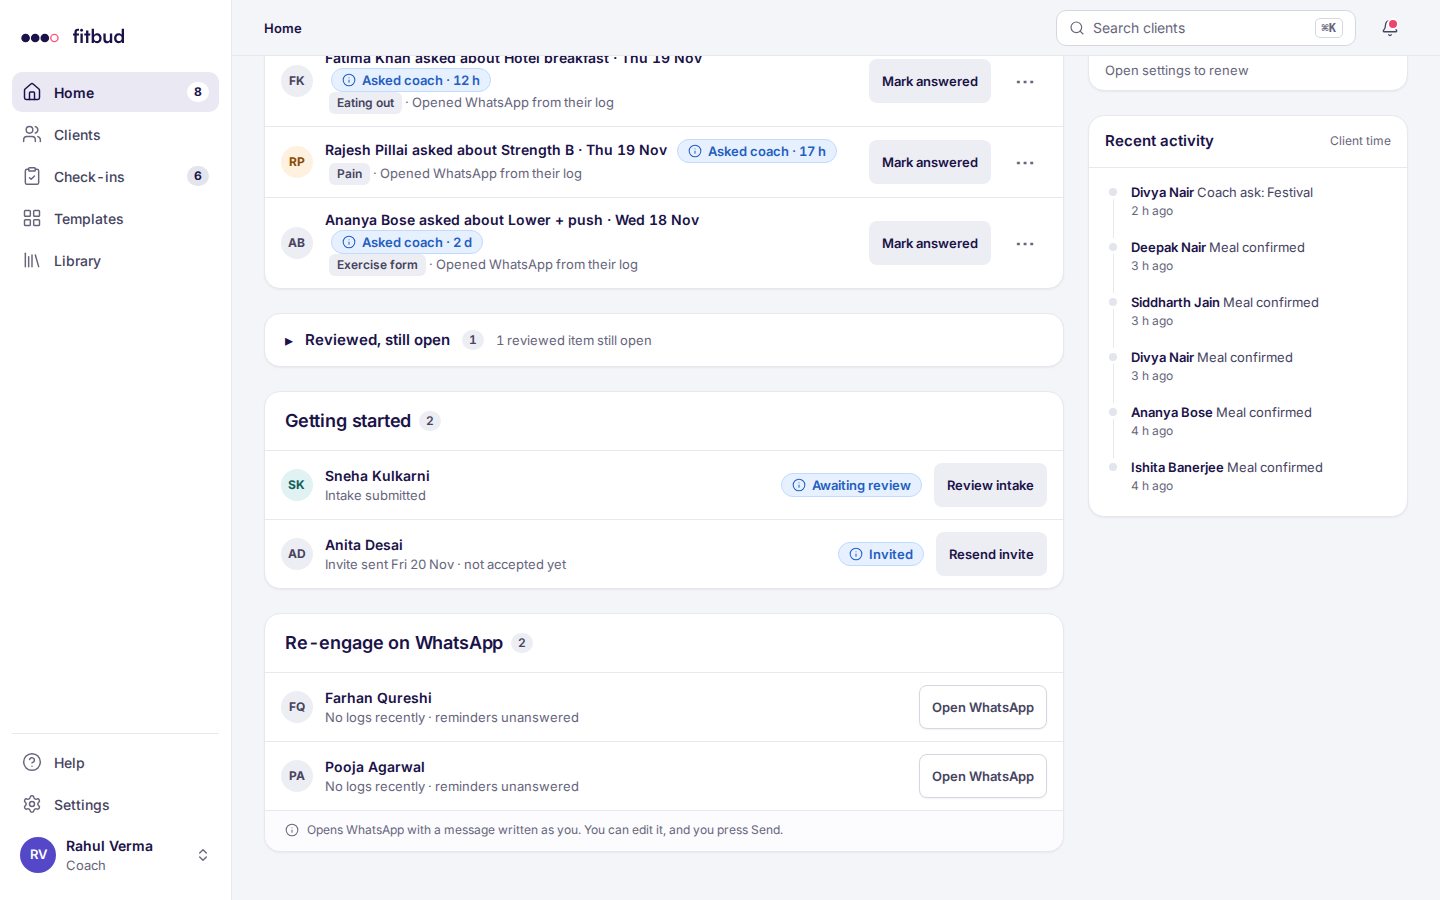 fitbud
Home 8
Clients
Check-ins 6
Templates
Library
Help
Settings
RV
Rahul Verma
Coach
Home
Search clients
⌘K
FK
Fatima Khan asked about Hotel breakfast · Thu 19 Nov
Asked coach · 12 h
Eating out · Opened WhatsApp from their log
Mark answered
RP
Rajesh Pillai asked about Strength B · Thu 19 Nov Asked coach · 17 h
Pain · Opened WhatsApp from their log
Mark answered
AB
Ananya Bose asked about Lower + push · Wed 18 Nov
Asked coach · 2 d
Exercise form · Opened WhatsApp from their log
Mark answered
Reviewed, still open 1 1 reviewed item still open
Getting started 2
SK
Sneha Kulkarni
Intake submitted
Awaiting review
Review intake
AD
Anita Desai
Invite sent Fri 20 Nov · not accepted yet
Invited
Resend invite
Re-engage on WhatsApp 2
FQ
Farhan Qureshi
No logs recently · reminders unanswered
Open WhatsApp
PA
Pooja Agarwal
No logs recently · reminders unanswered
Open WhatsApp
Opens WhatsApp with a message written as you. You can edit it, and you press Send.
Open settings to renew
Recent activity Client time
Divya Nair Coach ask: Festival
2 h ago
Deepak Nair Meal confirmed
3 h ago
Siddharth Jain Meal confirmed
3 h ago
Divya Nair Meal confirmed
3 h ago
Ananya Bose Meal confirmed
4 h ago
Ishita Banerjee Meal confirmed
4 h ago